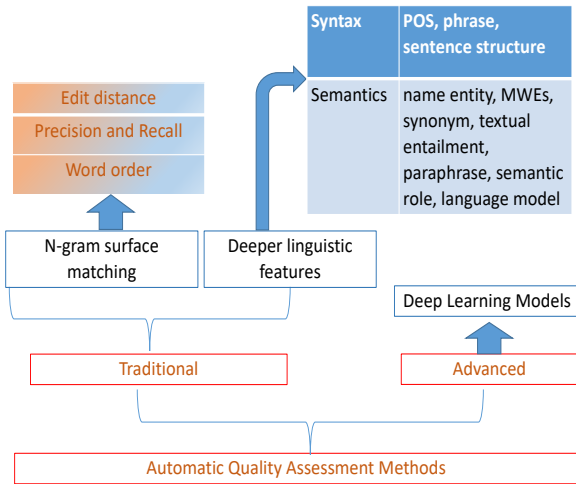 Syntax
POS, phrase,
sentence structure
Semantics
name entity, MWEs,
synonym, textual
entailment,
paraphrase, semantic
role, language model
Edit distance
Precision and Recall
Word order
N-gram surface
matching
Deeper linguistic
features
Deep Learning Models
Traditional
Advanced
Automatic Quality Assessment Methods